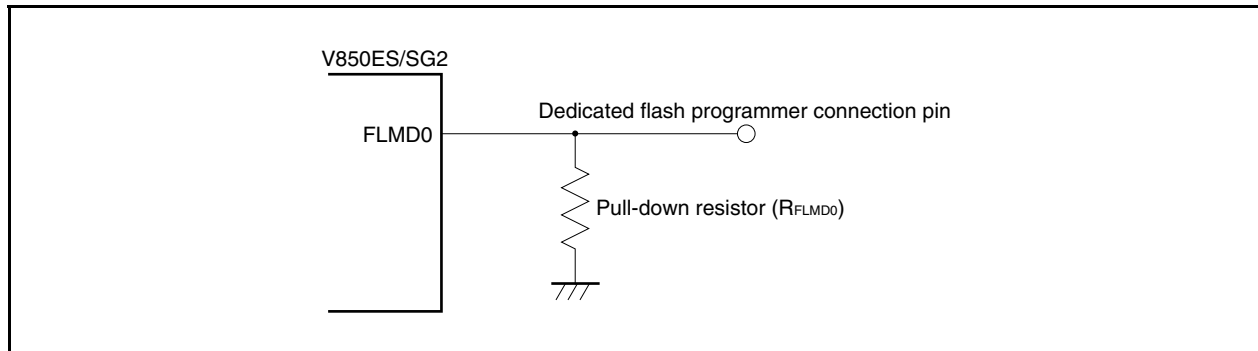 V850ES/SG2
Dedicated flash programmer connection pin
FLMD0
Pull-down resistor (RFLMD0)